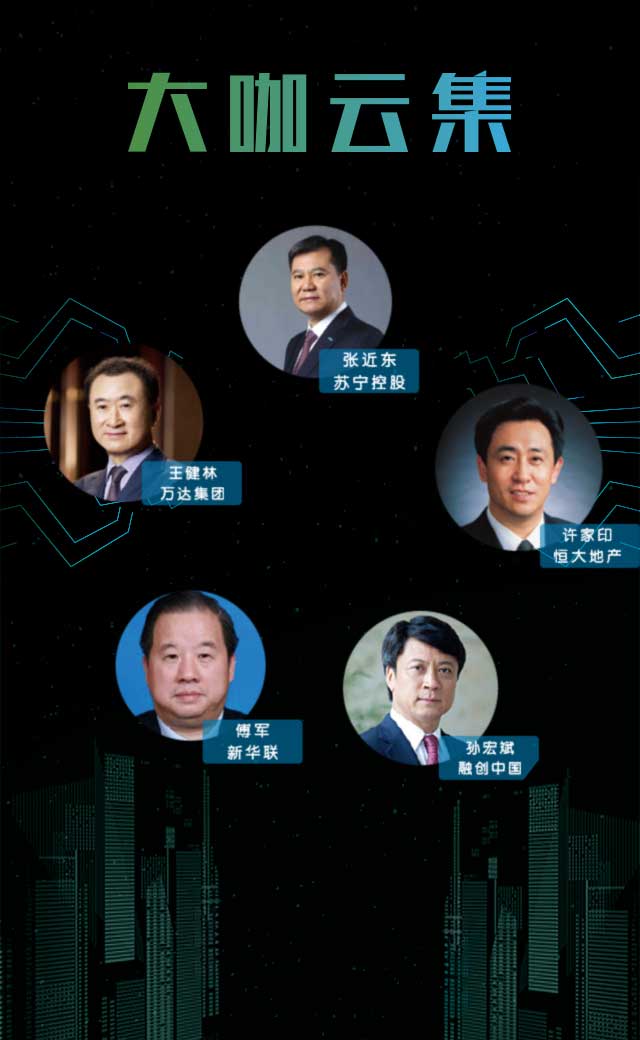 大咖云集
张近东
苏宁控股
王健林
万达集团
许家印
恒大地产
傅军
新华联
孙宏斌
融创中国